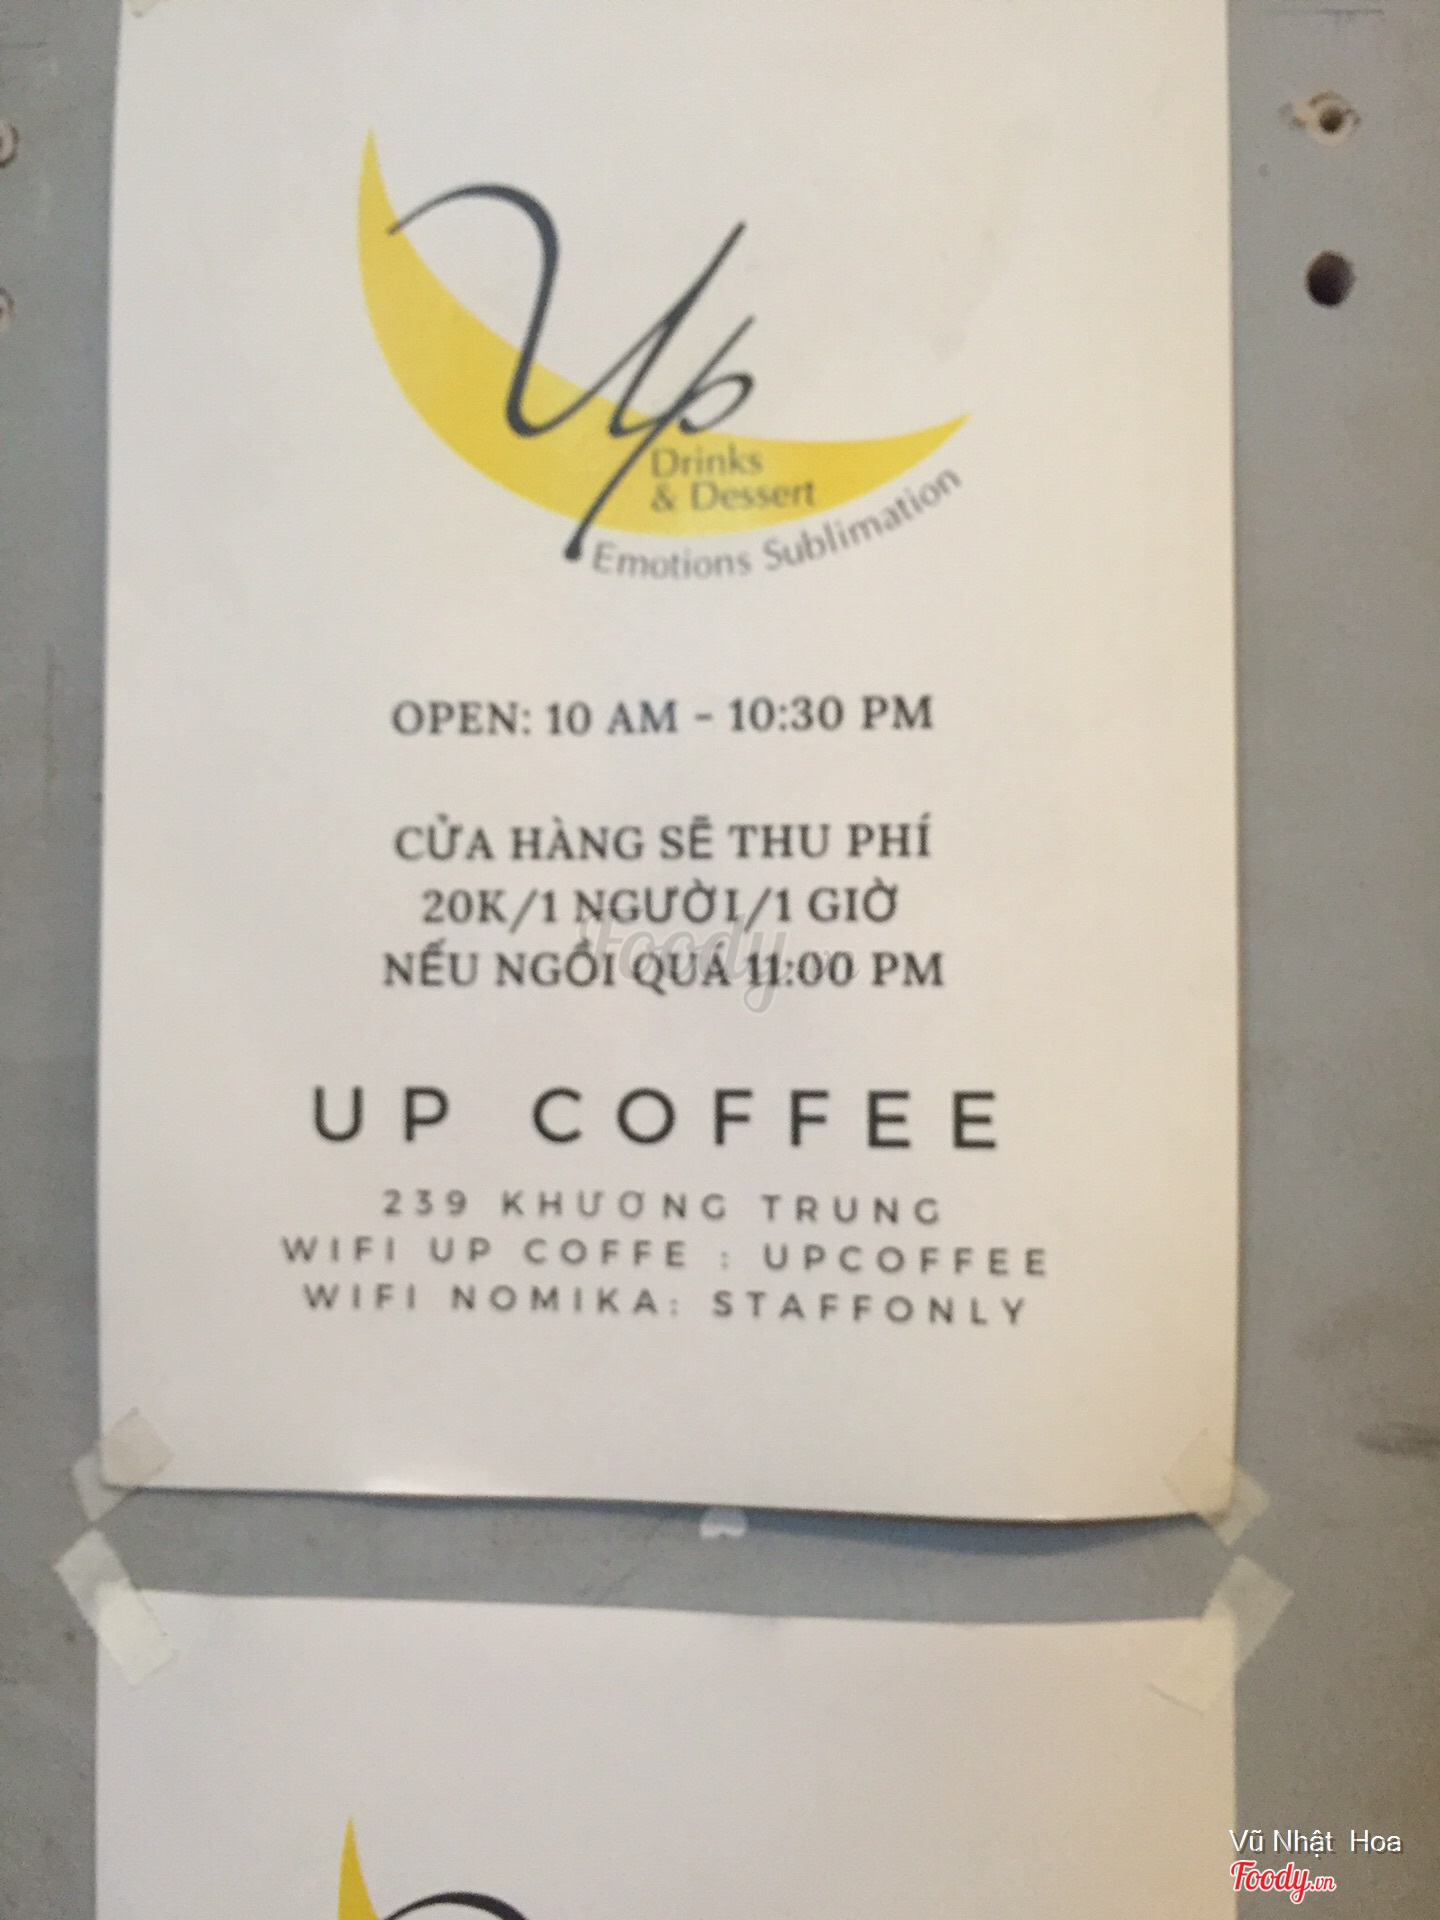 Up
Drinks
& Dessert
Emotions Sublimation
OPEN: 10 AM - 10:30 PM
CỬA HÀNG SẼ THU PHÍ
20K/1 NGƯỜI/1 GIỜ
NẾU NGỒI QUÁ 11:00 PM
Foody.vn
UP COFFEE
239 KHƯƠNG TRUNG
WIFI UP COFFE : UPCOFFEE
WIFI NOMIKA: STAFFONLY
Vũ Nhật Hoa
Foody.vn